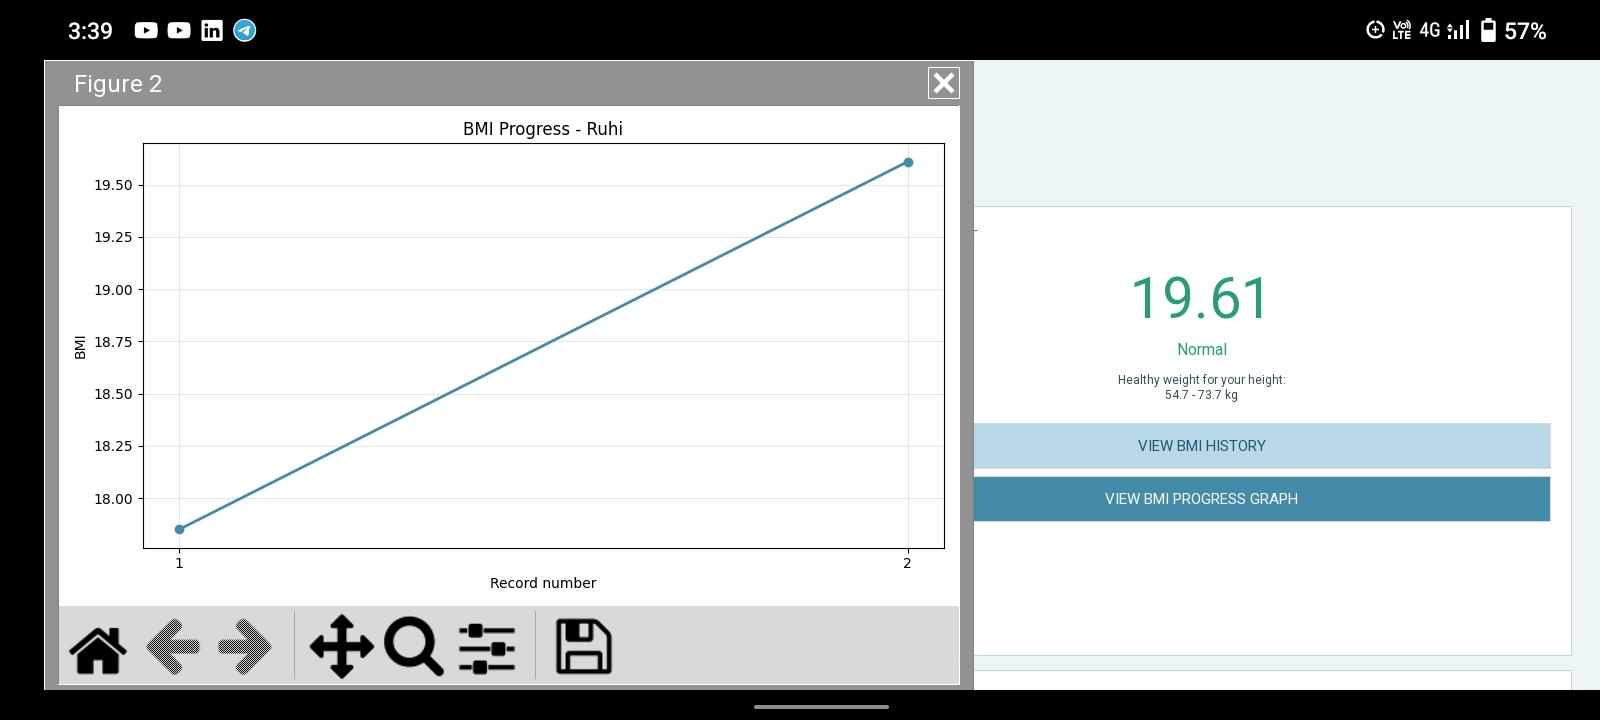 3:39
VoI)
LTE
4G
57%
Figure 2
BMI Progress - Ruhi
19.50
19.25
19.00
18.75
18.50
18.25
18.00
BMI
1
2
Record number
19.61
Normal
Healthy weight for your height:
54.7 - 73.7 kg
VIEW BMI HISTORY
VIEW BMI PROGRESS GRAPH